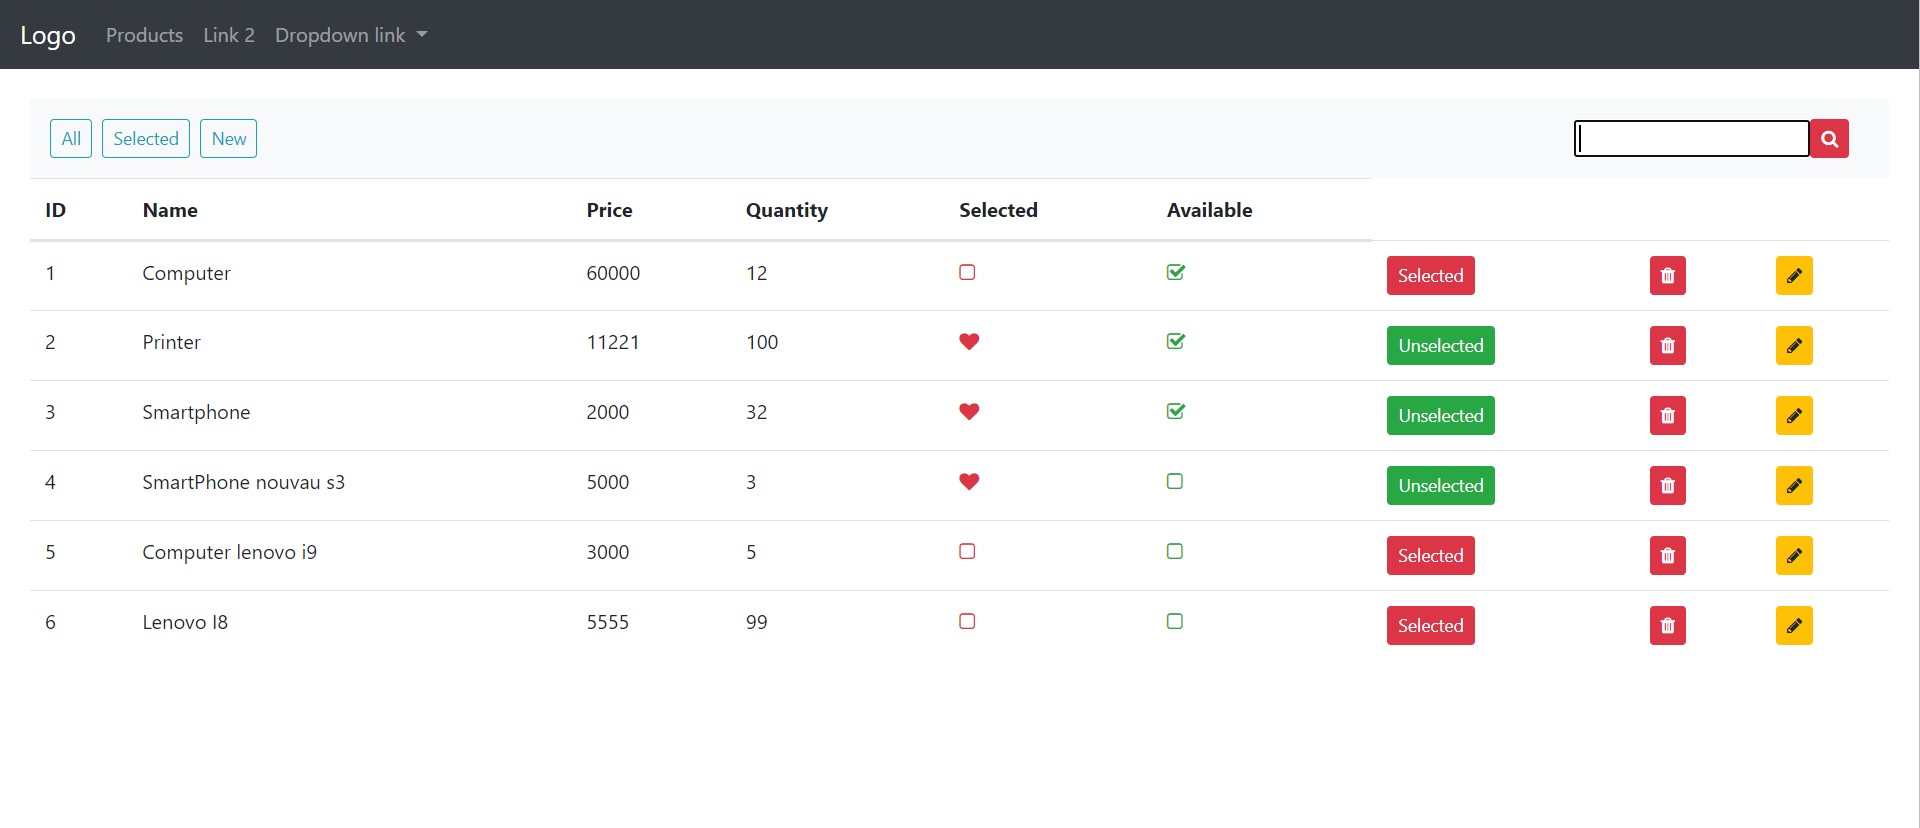 Logo Products Link 2 Dropdown link
All Selected New
ID Name Price Quantity Selected Available
1 Computer 60000 12 Selected
2 Printer 11221 100 Unselected
3 Smartphone 2000 32 Unselected
4 SmartPhone nouvau s3 5000 3 Unselected
5 Computer lenovo i9 3000 5 Selected
6 Lenovo I8 5555 99 Selected